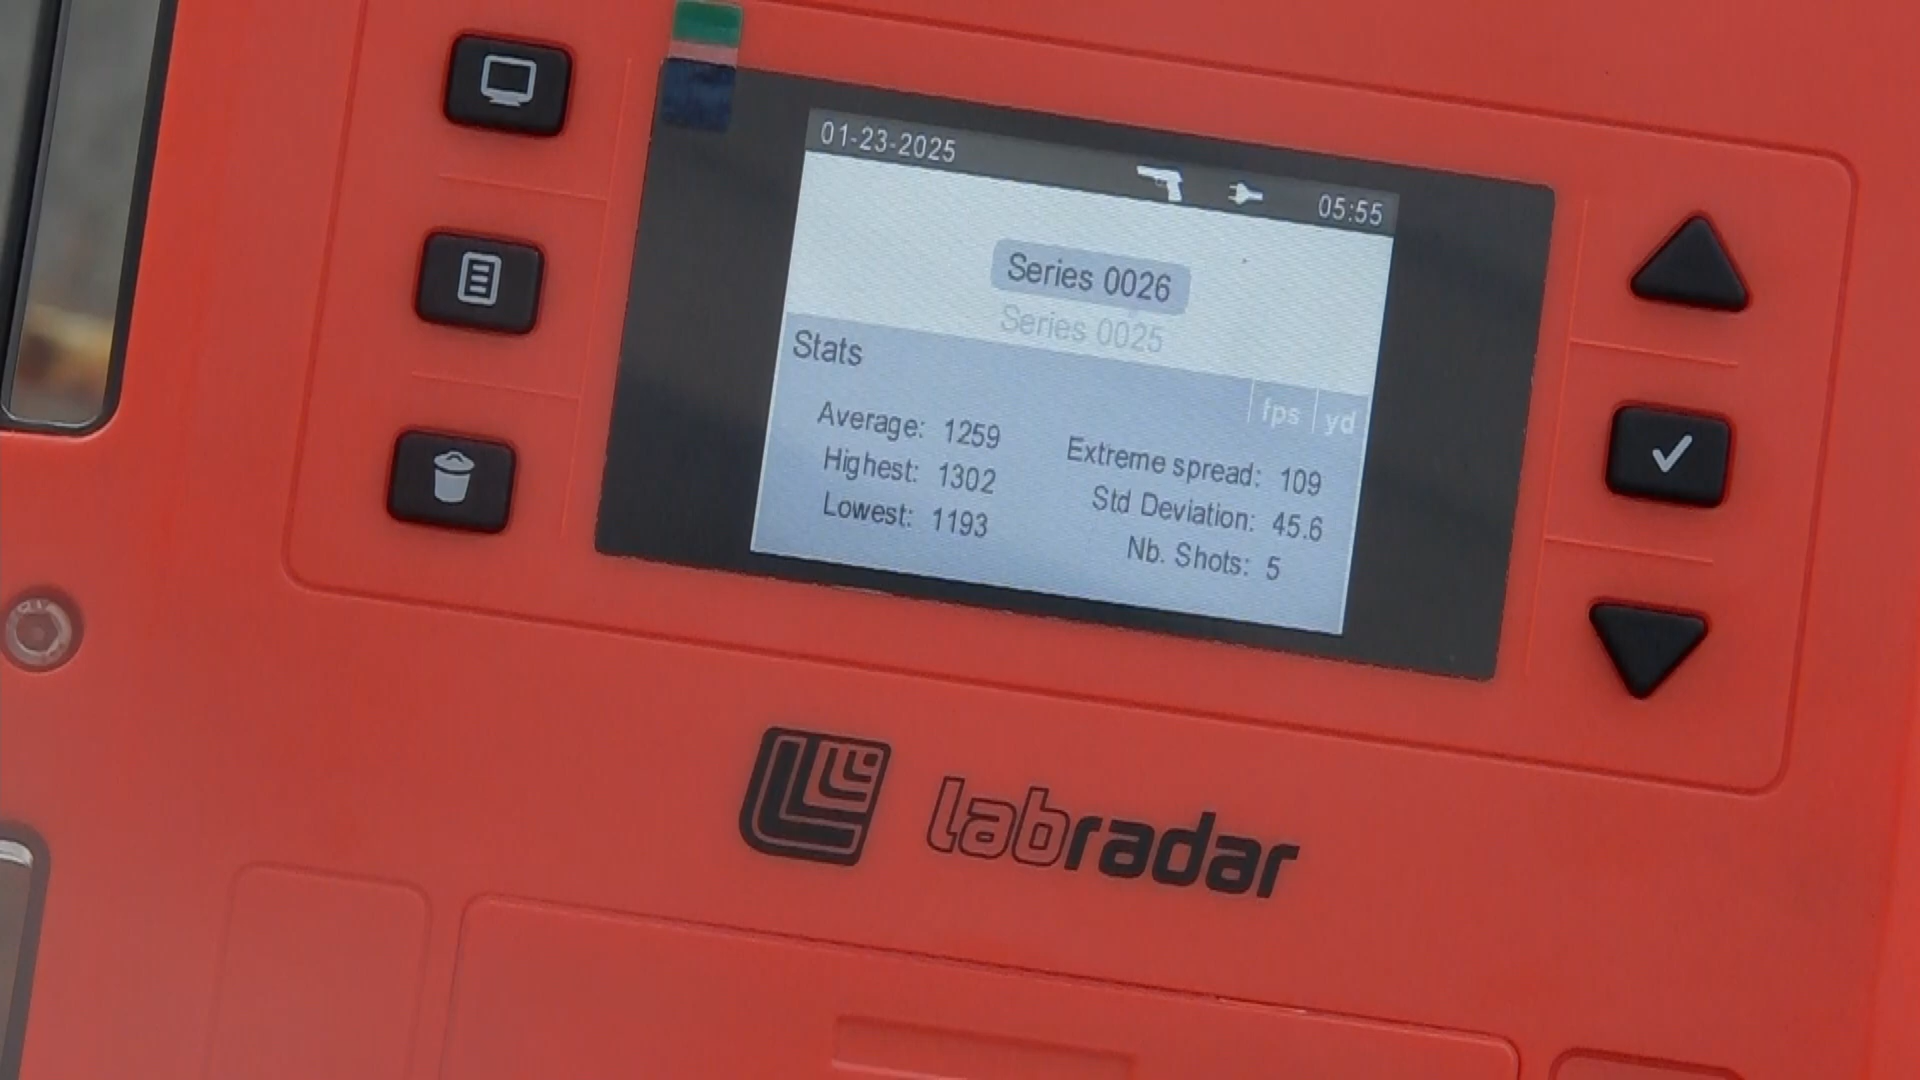 01-23-2025 05:55
Series 0026
Series 0025
Stats
fps yd
Average: 1259
Highest: 1302
Lowest: 1193
Extreme spread: 109
Std Deviation: 45.6
Nb. Shots: 5
labradar